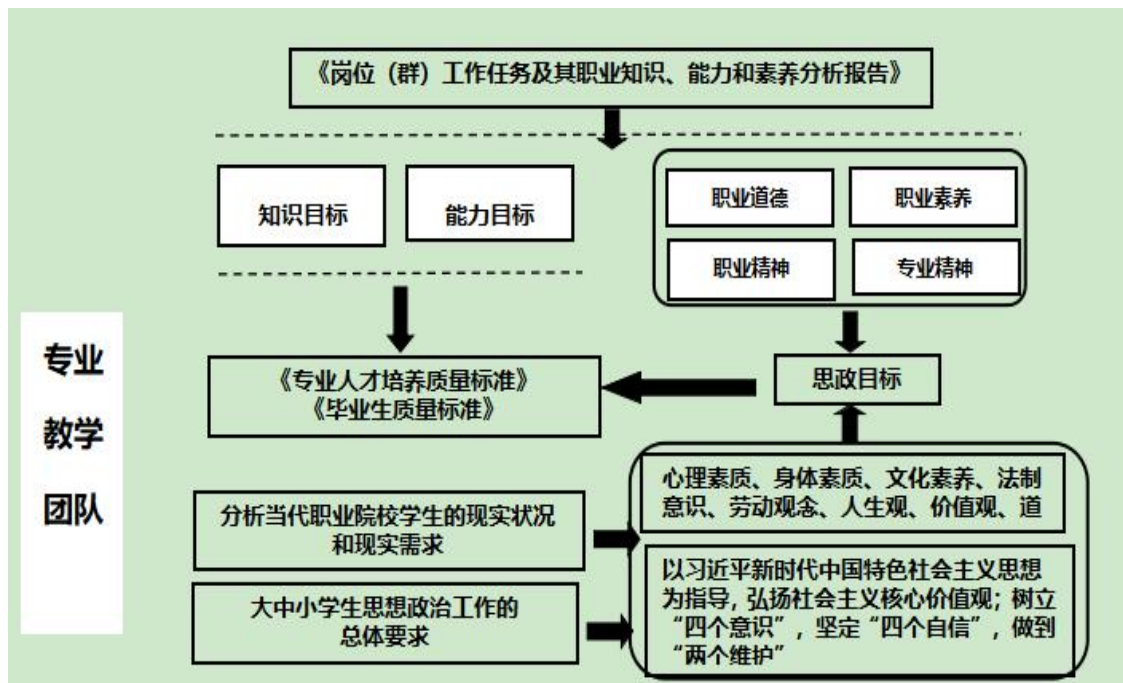 《岗位（群）工作任务及其职业知识、能力和素养分析报告》
知识目标
能力目标
职业道德
职业素养
职业精神
专业精神
专业
教学
团队
《专业人才培养质量标准》
《毕业生质量标准》
思政目标
分析当代职业院校学生的现实状况
和现实需求
心理素质、身体素质、文化素养、法制
意识、劳动观念、人生观、价值观、道
大中小学生思想政治工作的
总体要求
以习近平新时代中国特色社会主义思想
为指导，弘扬社会主义核心价值观；树立
“四个意识”，坚定“四个自信”，做到
“两个维护”